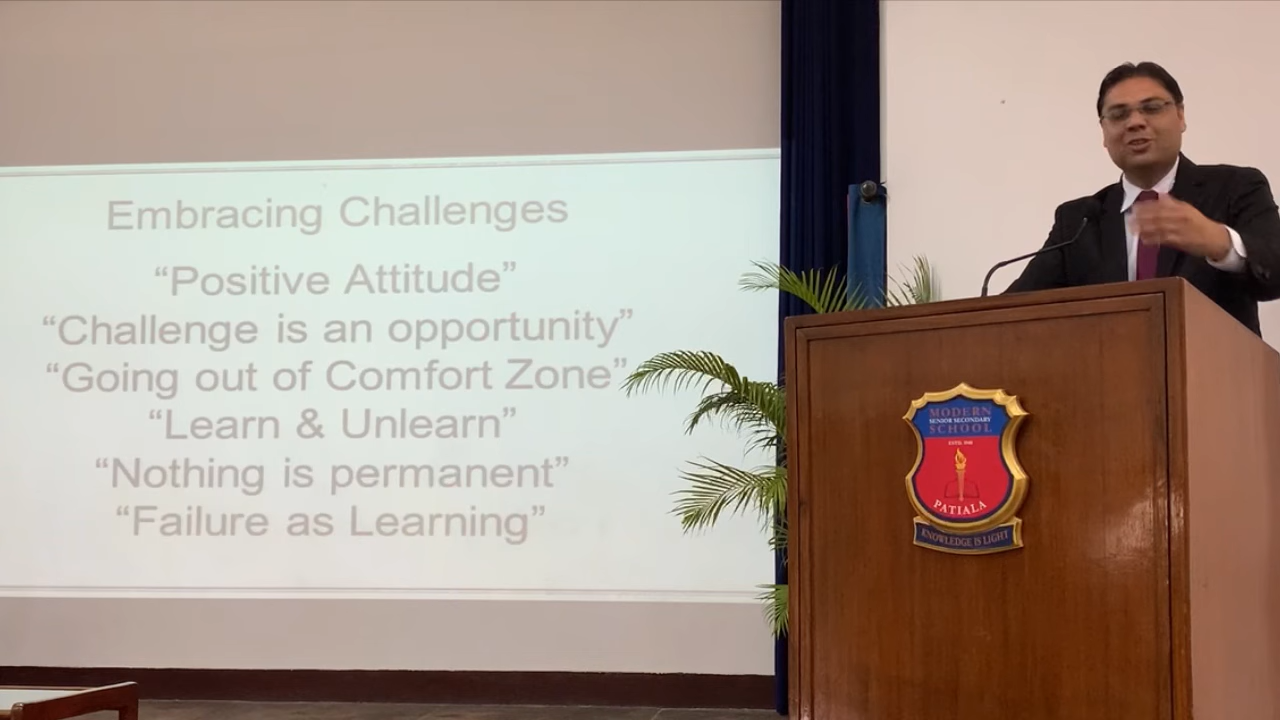 Embracing Challenges
“Positive Attitude”
“Challenge is an opportunity”
“Going out of Comfort Zone”
“Learn & Unlearn”
“Nothing is permanent”
“Failure as Learning”
MODERN
SENIOR SECONDARY
SCHOOL
PATIALA
KNOWLEDGE IS LIGHT